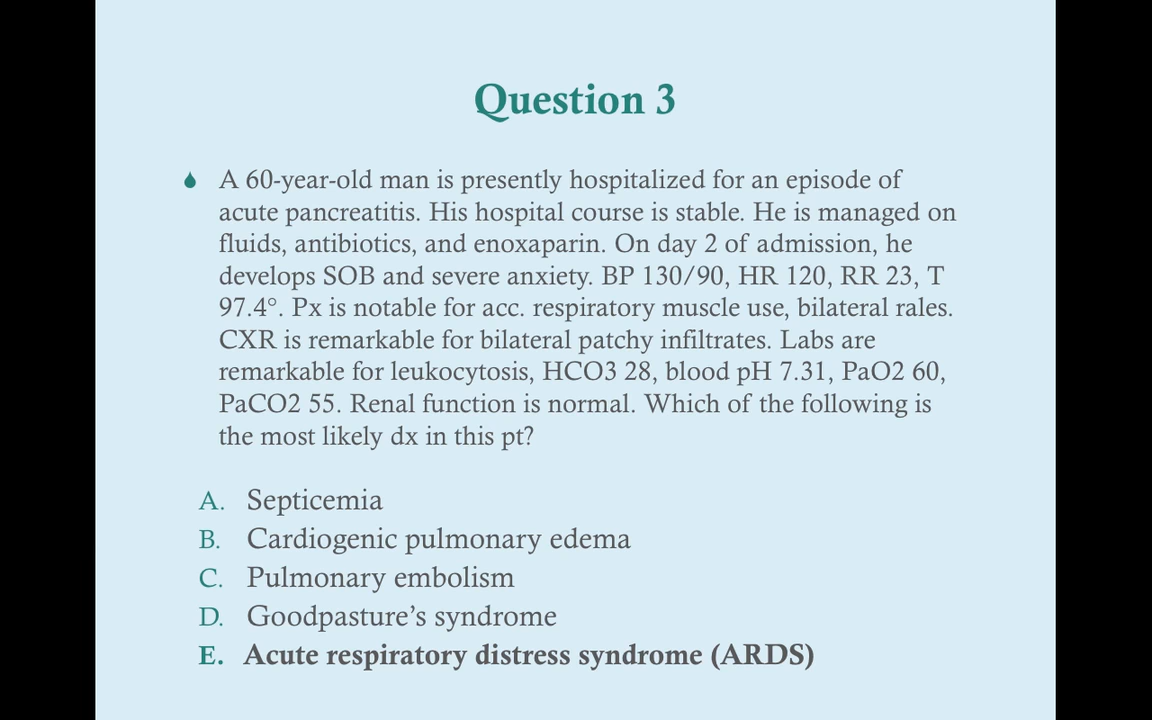 Question 3
A 60-year-old man is presently hospitalized for an episode of
acute pancreatitis. His hospital course is stable. He is managed on
fluids, antibiotics, and enoxaparin. On day 2 of admission, he
develops SOB and severe anxiety. BP 130/90, HR 120, RR 23, T
97.4°. Px is notable for acc. respiratory muscle use, bilateral rales.
CXR is remarkable for bilateral patchy infiltrates. Labs are
remarkable for leukocytosis, HCO3 28, blood pH 7.31, PaO2 60,
PaCO2 55. Renal function is normal. Which of the following is
the most likely dx in this pt?
A. Septicemia
B. Cardiogenic pulmonary edema
C. Pulmonary embolism
D. Goodpasture’s syndrome
E. Acute respiratory distress syndrome (ARDS)